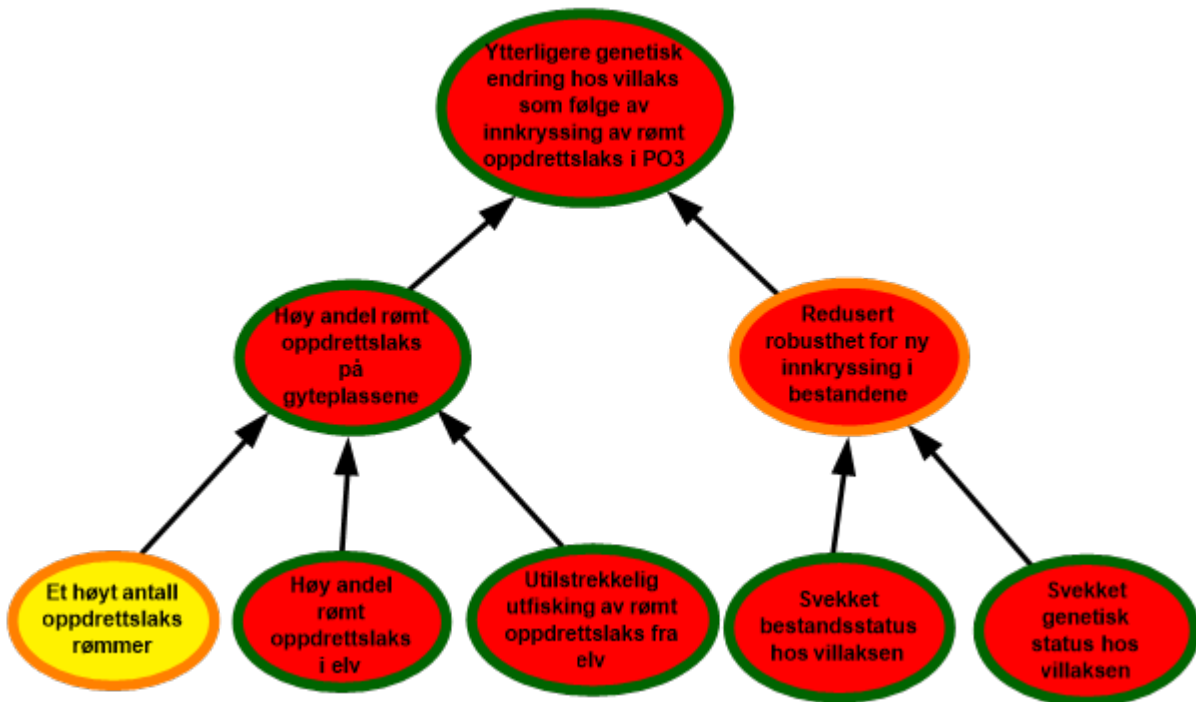 Ytterligere genetisk
endring hos villaks
som følge av
innkryssing av rømt
oppdrettslaks i PO3
Høy andel rømt
oppdrettslaks
på
gyteplassene
Redusert
robusthet for ny
innkryssing i
bestandene
Et høyt antall
oppdrettslaks
rømmer
Høy andel
rømt
oppdrettslaks
i elv
Utilstrekkelig
utfisking av rømt
oppdrettslaks fra
elv
Svekket
bestandsstatus
hos villaksen
Svekket
genetisk
status hos
villaksen